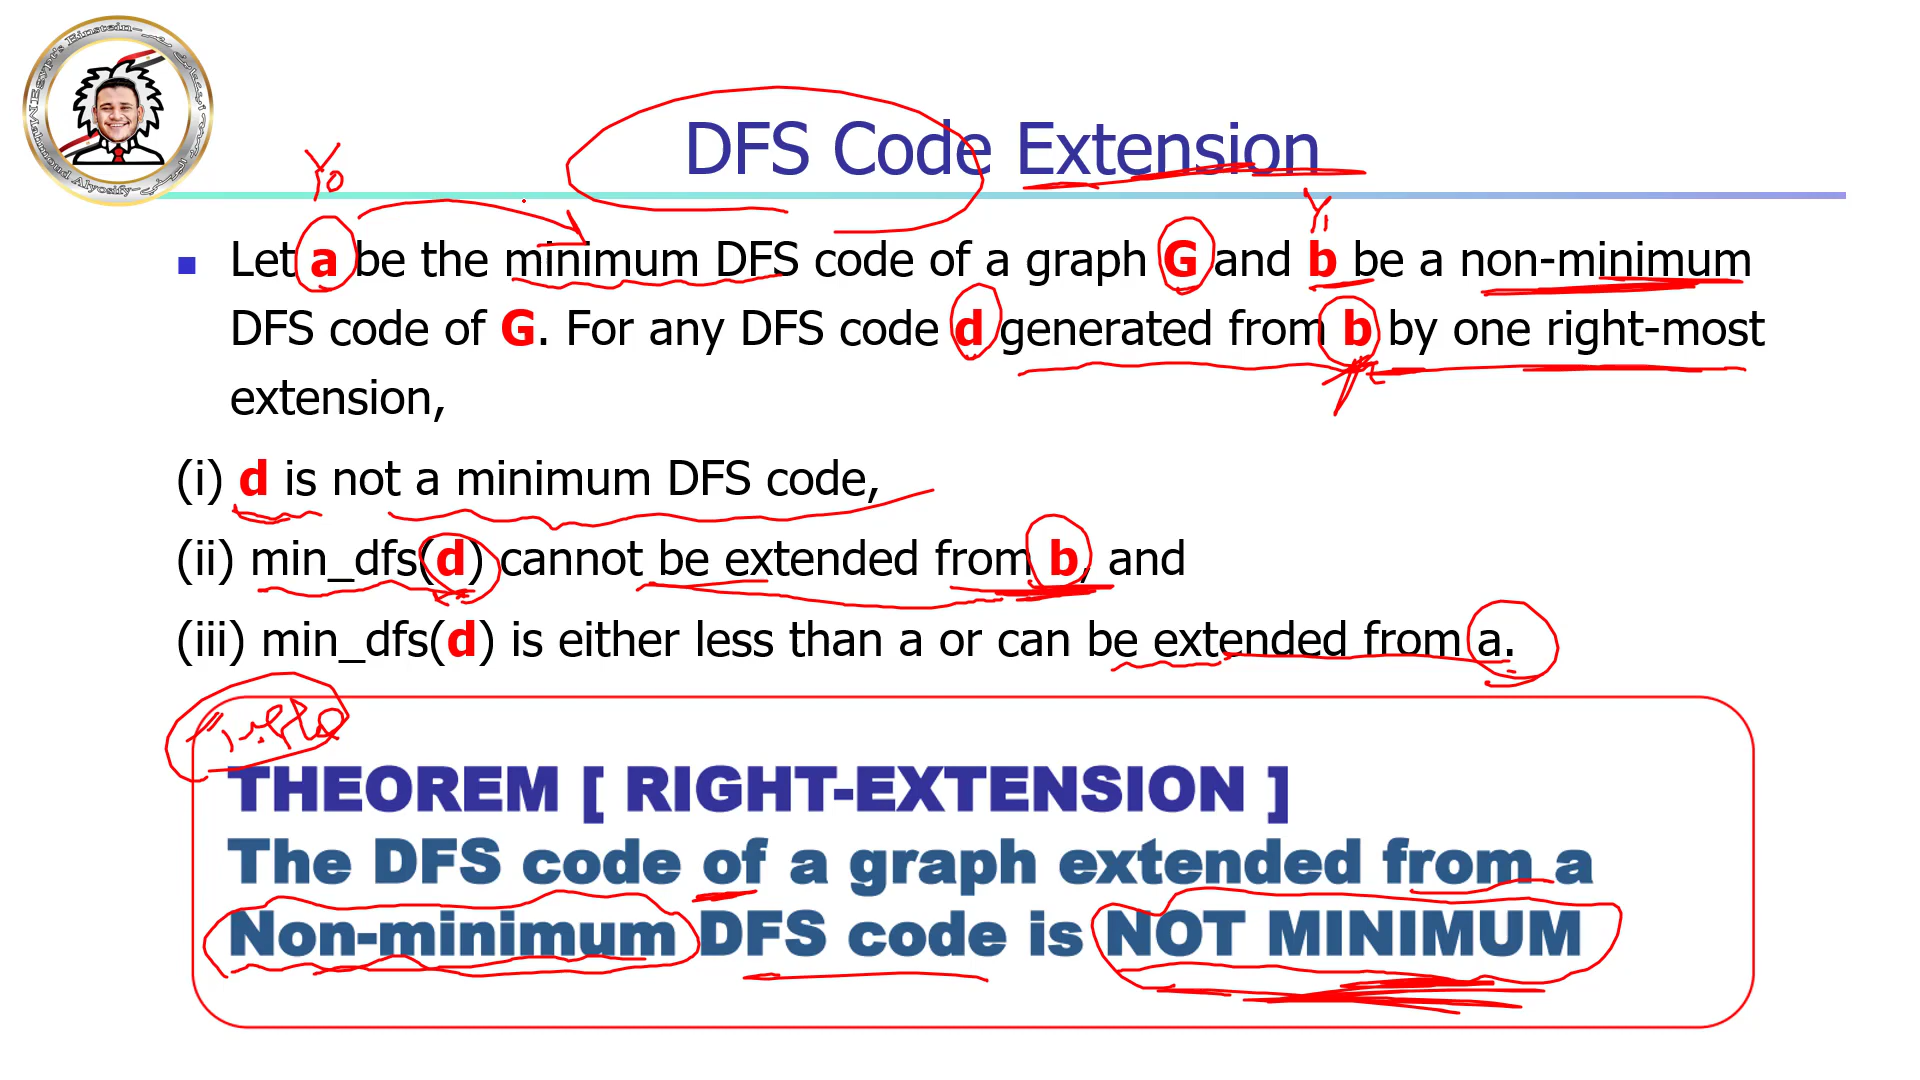 DFS Code Extension
Let a be the minimum DFS code of a graph G and b be a non-minimum
DFS code of G. For any DFS code d generated from b by one right-most
extension,
(i) d is not a minimum DFS code,
(ii) min_dfs(d) cannot be extended from b, and
(iii) min_dfs(d) is either less than a or can be extended from a.
THEOREM [ RIGHT-EXTENSION ]
The DFS code of a graph extended from a
Non-minimum DFS code is NOT MINIMUM